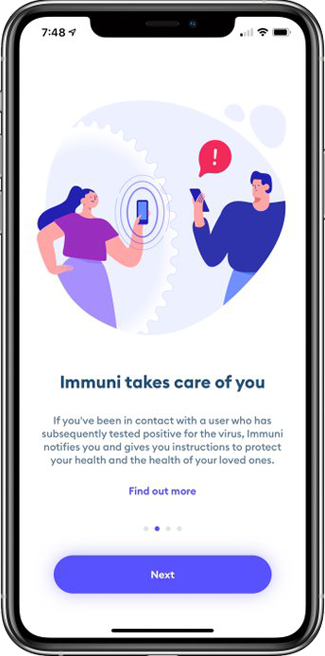 7:48
!
Immuni takes care of you
If you've been in contact with a user who has
subsequently tested positive for the virus, Immuni
notifies you and gives you instructions to protect
your health and the health of your loved ones.
Find out more
Next